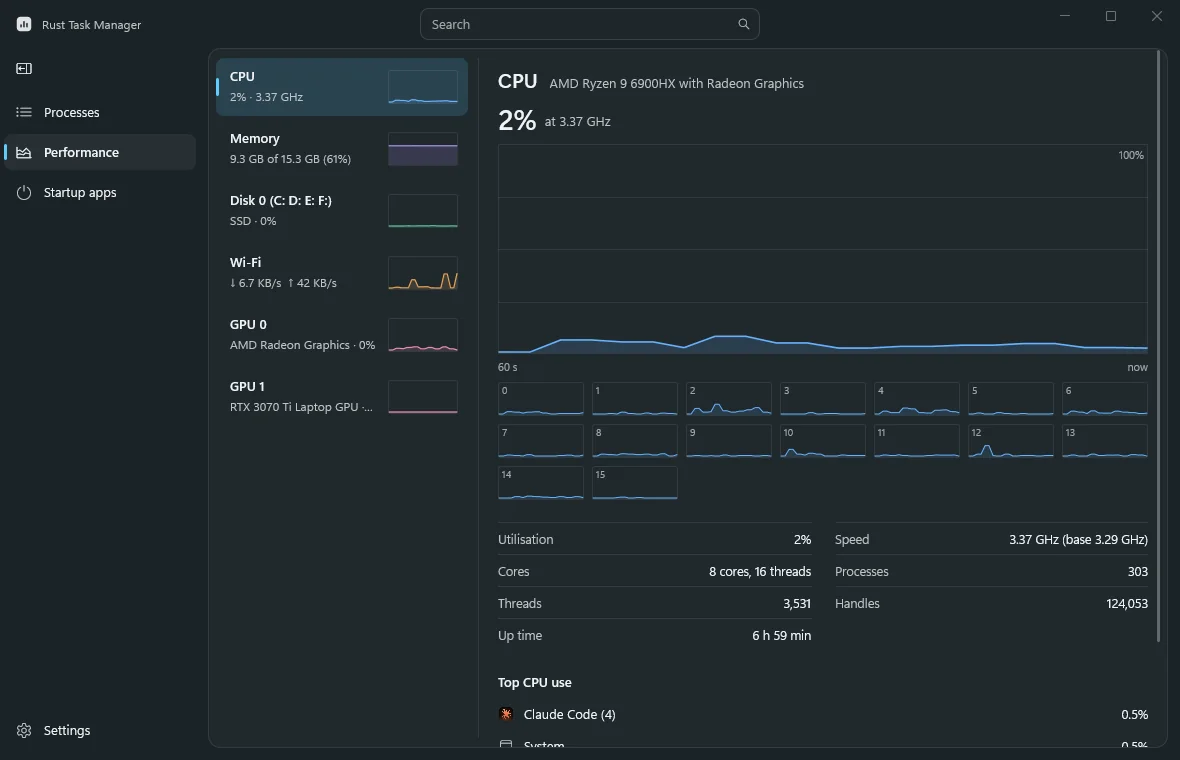 Rust Task Manager
Search
Processes
Performance
Startup apps
Settings
CPU
2% · 3.37 GHz
Memory
9.3 GB of 15.3 GB (61%)
Disk 0 (C: D: E: F:)
SSD · 0%
Wi-Fi
↓ 6.7 KB/s ↑ 42 KB/s
GPU 0
AMD Radeon Graphics · 0%
GPU 1
RTX 3070 Ti Laptop GPU ·...
CPU AMD Ryzen 9 6900HX with Radeon Graphics
2% at 3.37 GHz
100%
60 s now
0 1 2 3 4 5 6
7 8 9 10 11 12 13
14 15
Utilisation 2% Speed 3.37 GHz (base 3.29 GHz)
Cores 8 cores, 16 threads Processes 303
Threads 3,531 Handles 124,053
Up time 6 h 59 min
Top CPU use
Claude Code (4) 0.5%
System 0.5%